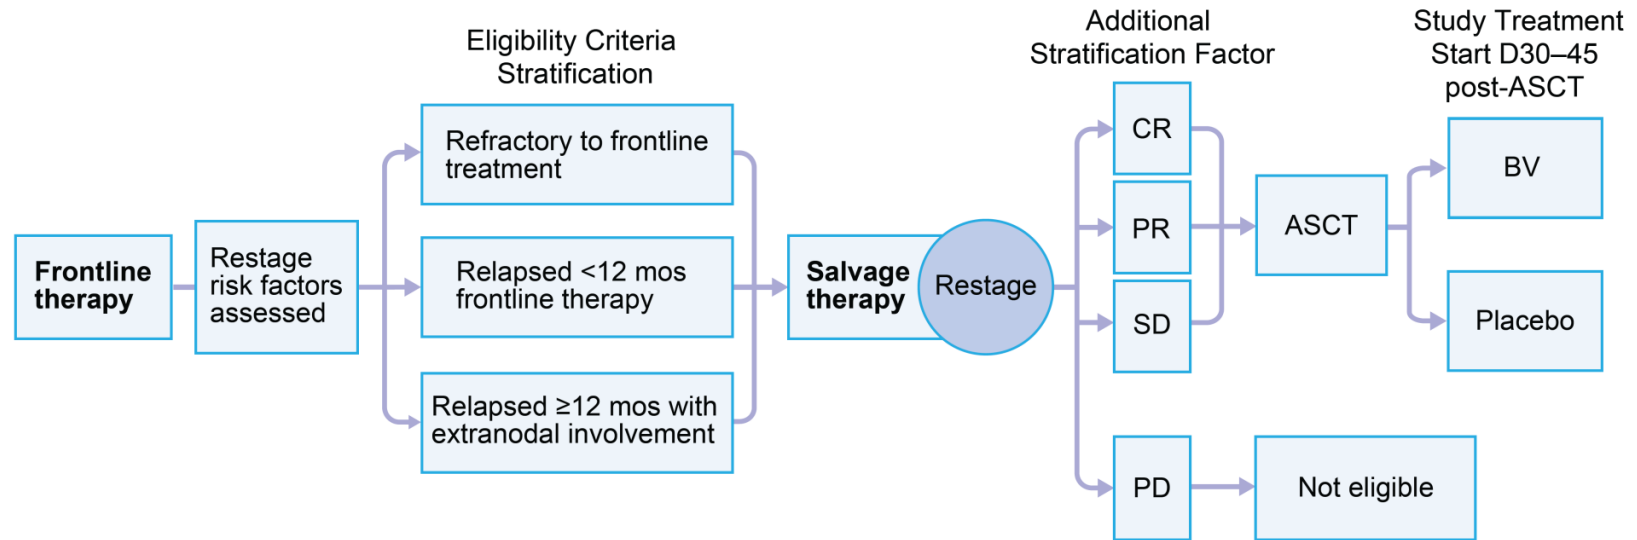 Eligibility Criteria
Stratification
Additional
Stratification Factor
Study Treatment
Start D30–45
post-ASCT
Frontline
therapy
Restage
risk factors
assessed
Refractory to frontline
treatment
Relapsed <12 mos
frontline therapy
Relapsed ≥12 mos with
extranodal involvement
Salvage
therapy
Restage
CR
PR
SD
PD
ASCT
Not eligible
BV
Placebo